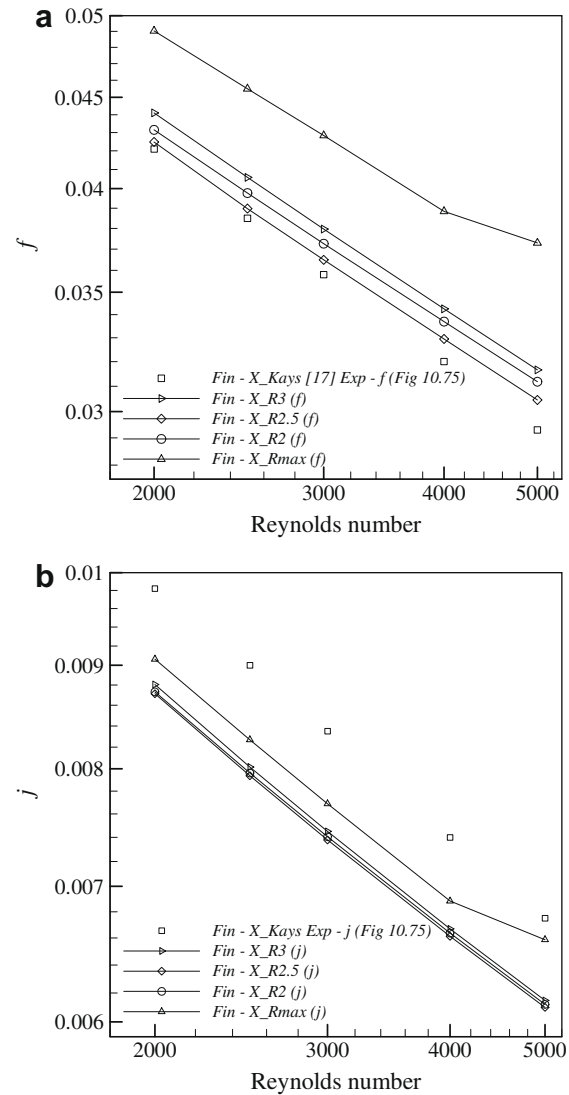 a
0.05
0.045
0.04
0.035
0.03
f
Fin - X_Kays [17] Exp - f (Fig 10.75)
Fin - X_R3 (f)
Fin - X_R2.5 (f)
Fin - X_R2 (f)
Fin - X_Rmax (f)
2000 3000 4000 5000
Reynolds number
b
0.01
0.009
0.008
0.007
0.006
j
Fin - X_Kays Exp - j (Fig 10.75)
Fin - X_R3 (j)
Fin - X_R2.5 (j)
Fin - X_R2 (j)
Fin - X_Rmax (j)
2000 3000 4000 5000
Reynolds number